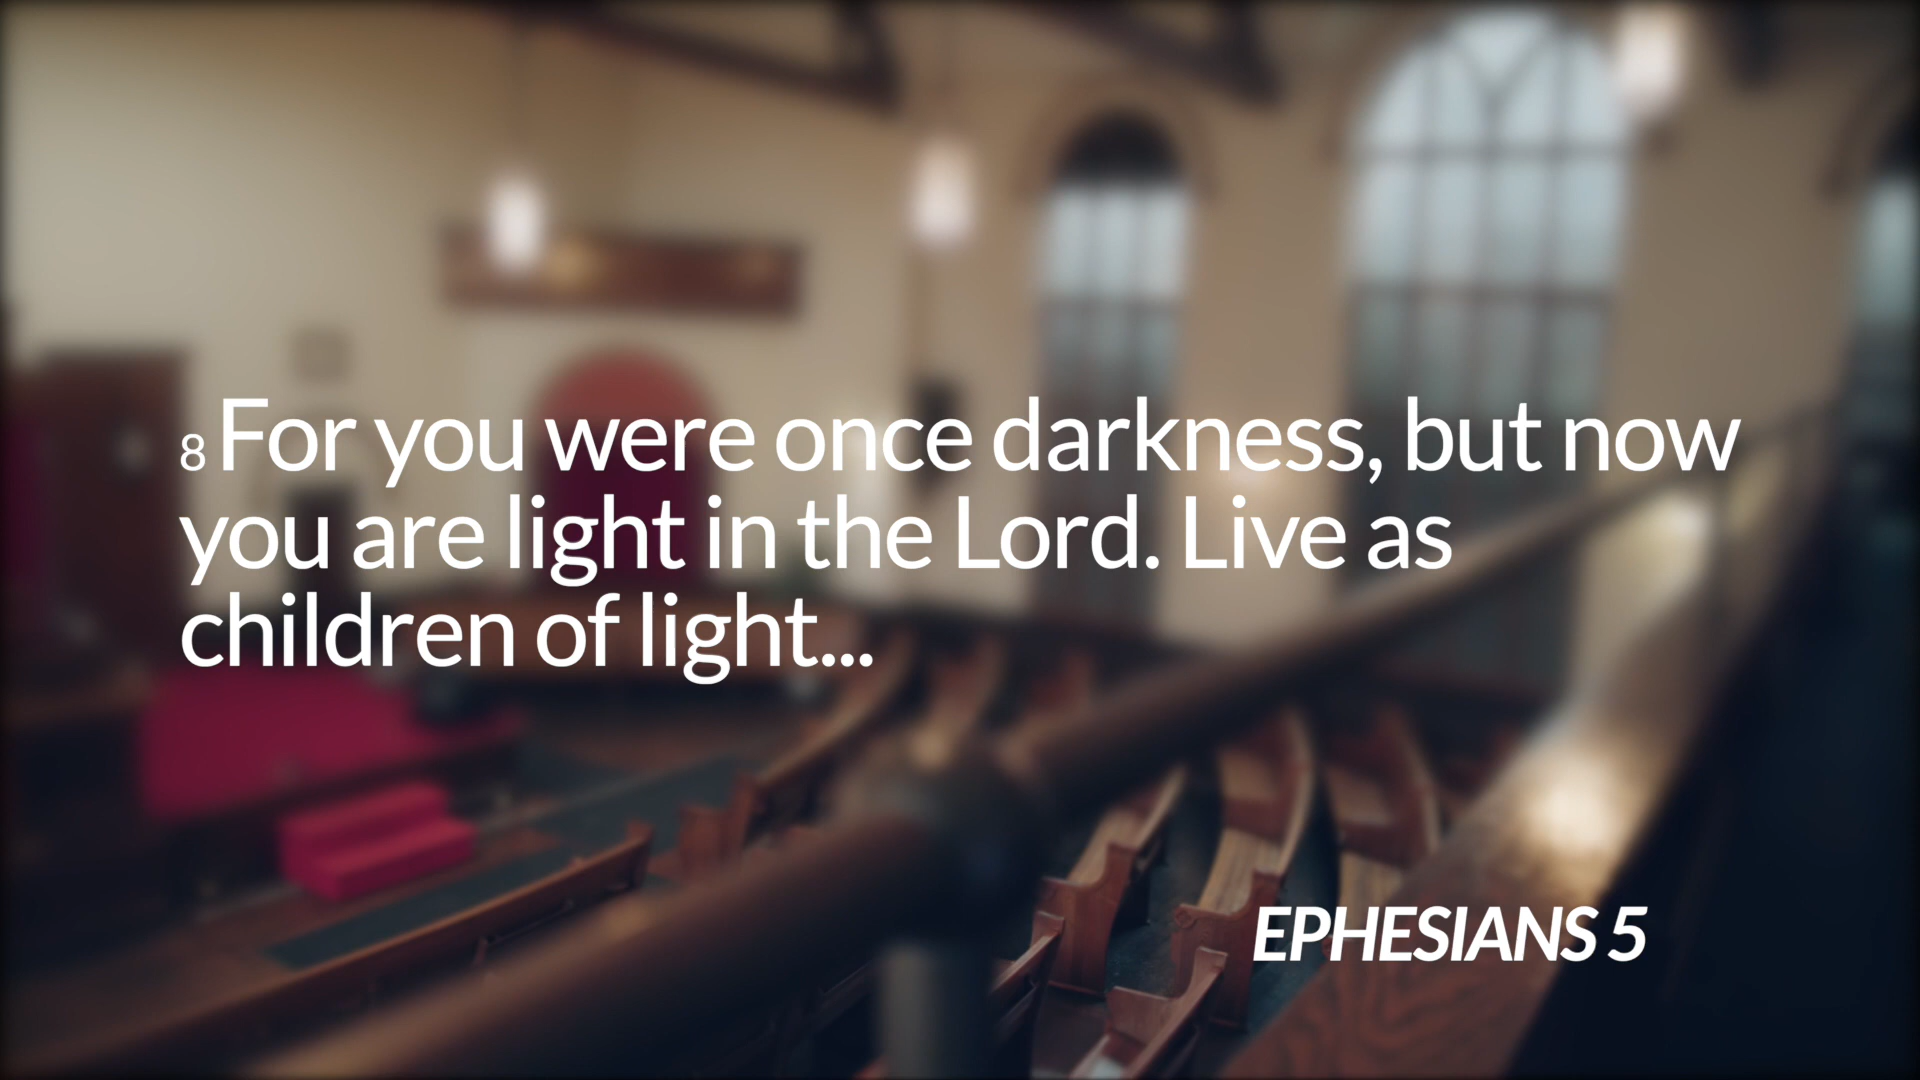 8 For you were once darkness, but now
you are light in the Lord. Live as
children of light...
EPHESIANS 5